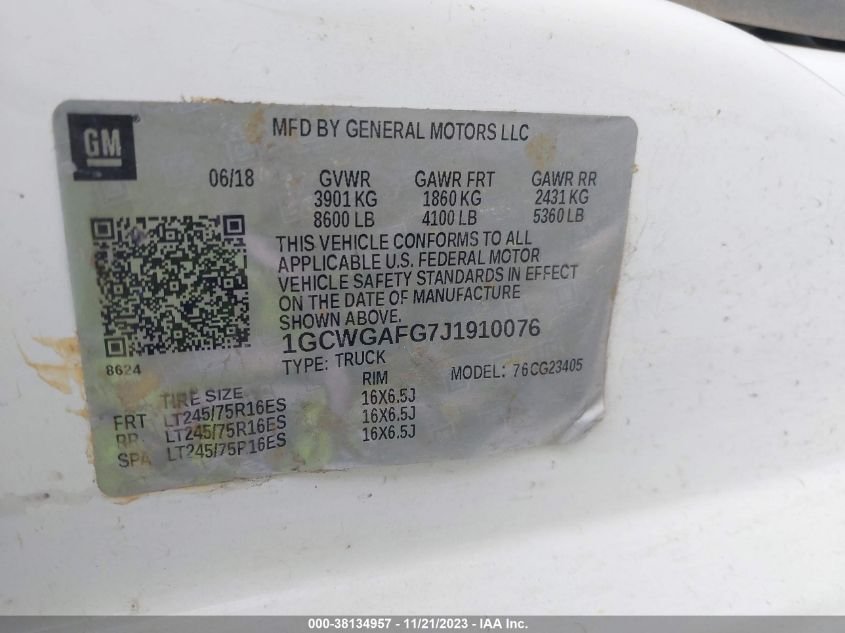 GM
MFD BY GENERAL MOTORS LLC
06/18 GVWR GAWR FRT GAWR RR
3901 KG 1860 KG 2431 KG
8600 LB 4100 LB 5360 LB
THIS VEHICLE CONFORMS TO ALL
APPLICABLE U.S. FEDERAL MOTOR
VEHICLE SAFETY STANDARDS IN EFFECT
ON THE DATE OF MANUFACTURE
SHOWN ABOVE.
1GCWGAFG7J1910076
8624
TYPE: TRUCK MODEL: 76CG23405
TIRE SIZE RIM
FRT LT245/75R16ES 16X6.5J
RR LT245/75R16ES 16X6.5J
SPA LT245/75R16ES 16X6.5J
000-38134957 - 11/21/2023 - IAA Inc.